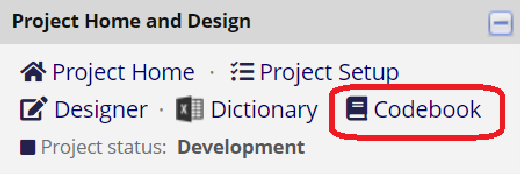 Project Home and Design
Project Home · Project Setup
Designer · Dictionary Codebook
Project status: Development